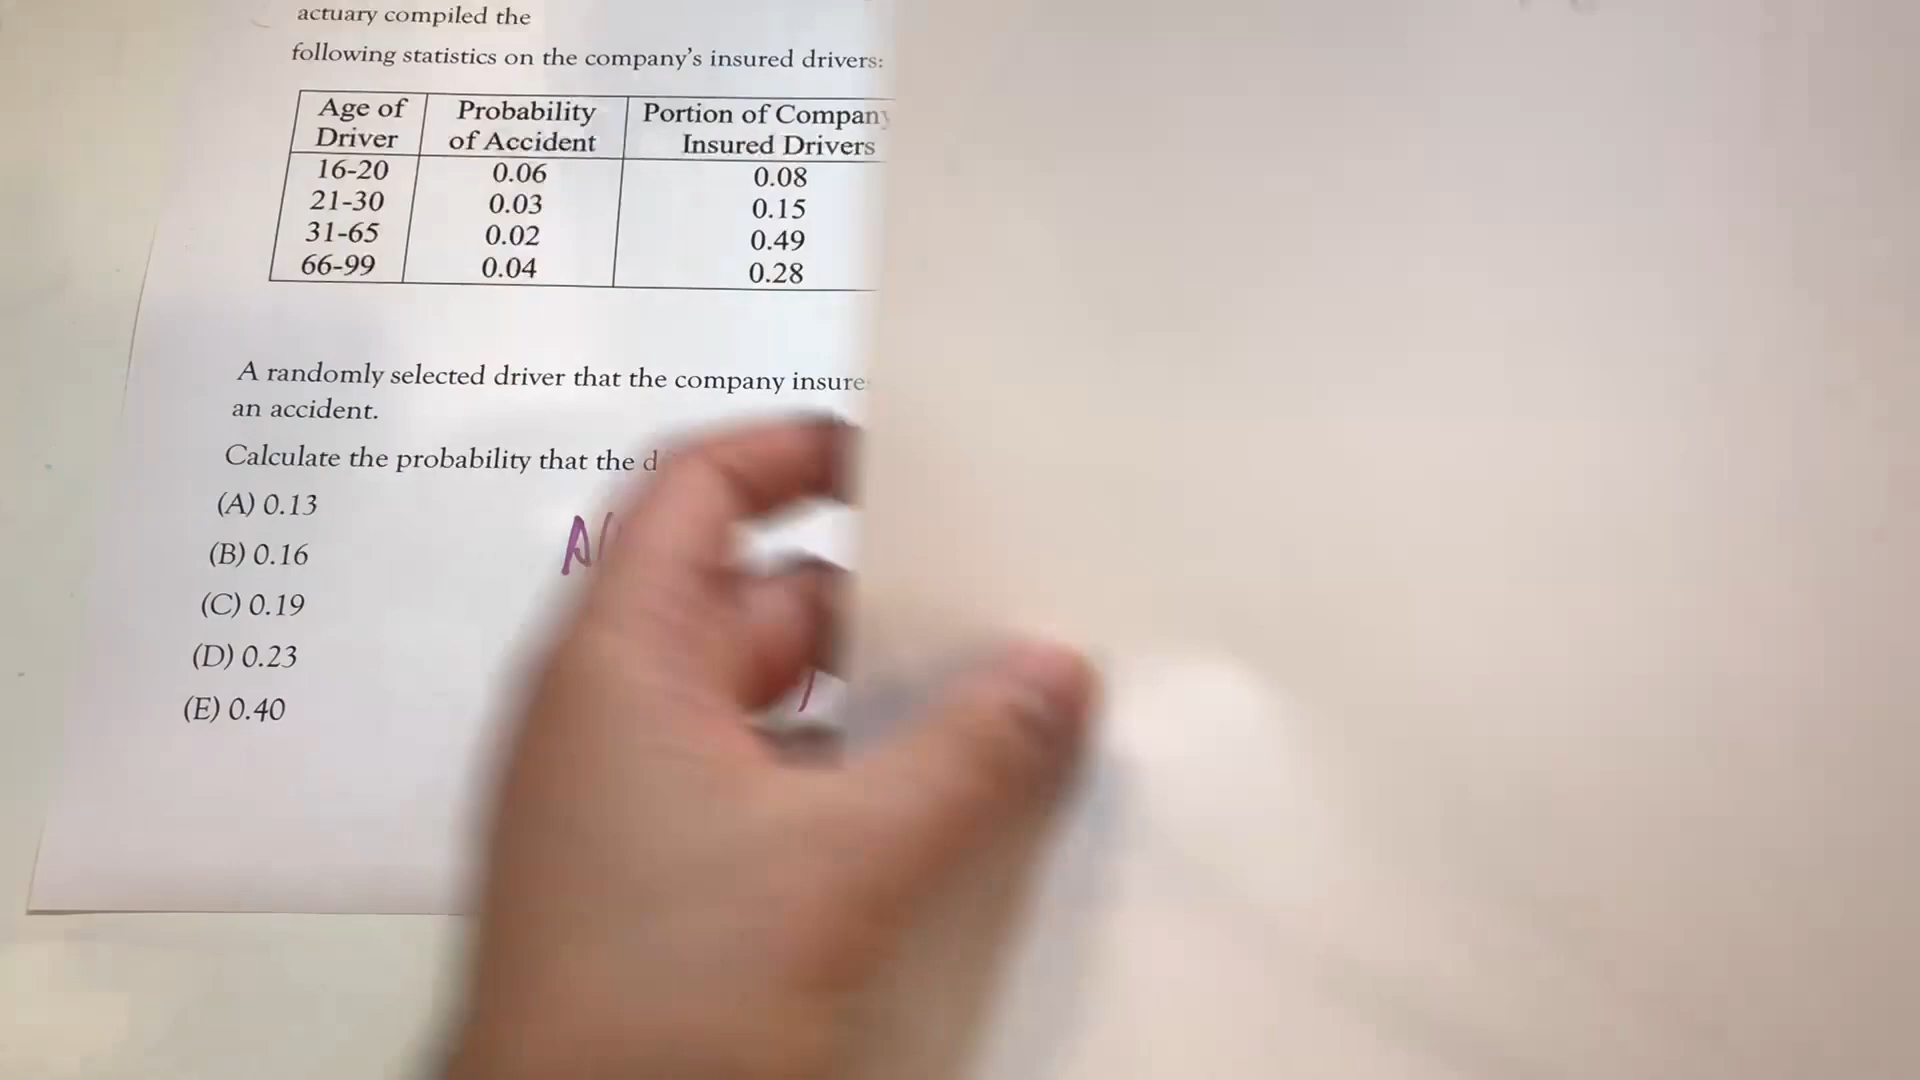 actuary compiled the
following statistics on the company's insured drivers:
Age of Driver Probability of Accident Portion of Company Insured Drivers
16-20 0.06 0.08
21-30 0.03 0.15
31-65 0.02 0.49
66-99 0.04 0.28
A randomly selected driver that the company insure
an accident.
Calculate the probability that the d
(A) 0.13
(B) 0.16
(C) 0.19
(D) 0.23
(E) 0.40